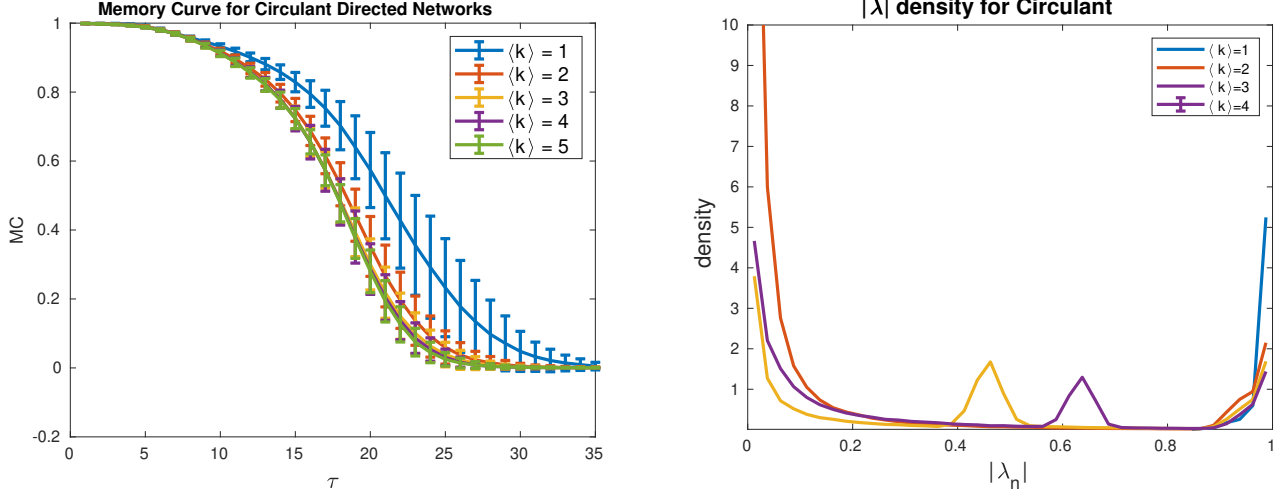 Memory Curve for Circulant Directed Networks
1
0.8
0.6
0.4
0.2
0
-0.2
MC
0
5
10
15
20
25
30
35
τ
⟨k⟩ = 1
⟨k⟩ = 2
⟨k⟩ = 3
⟨k⟩ = 4
⟨k⟩ = 5
|λ| density for Circulant
10
9
8
7
6
5
4
3
2
1
density
0
0.2
0.4
0.6
0.8
1
|λn|
⟨ k⟩=1
⟨ k⟩=2
⟨ k⟩=3
⟨ k⟩=4